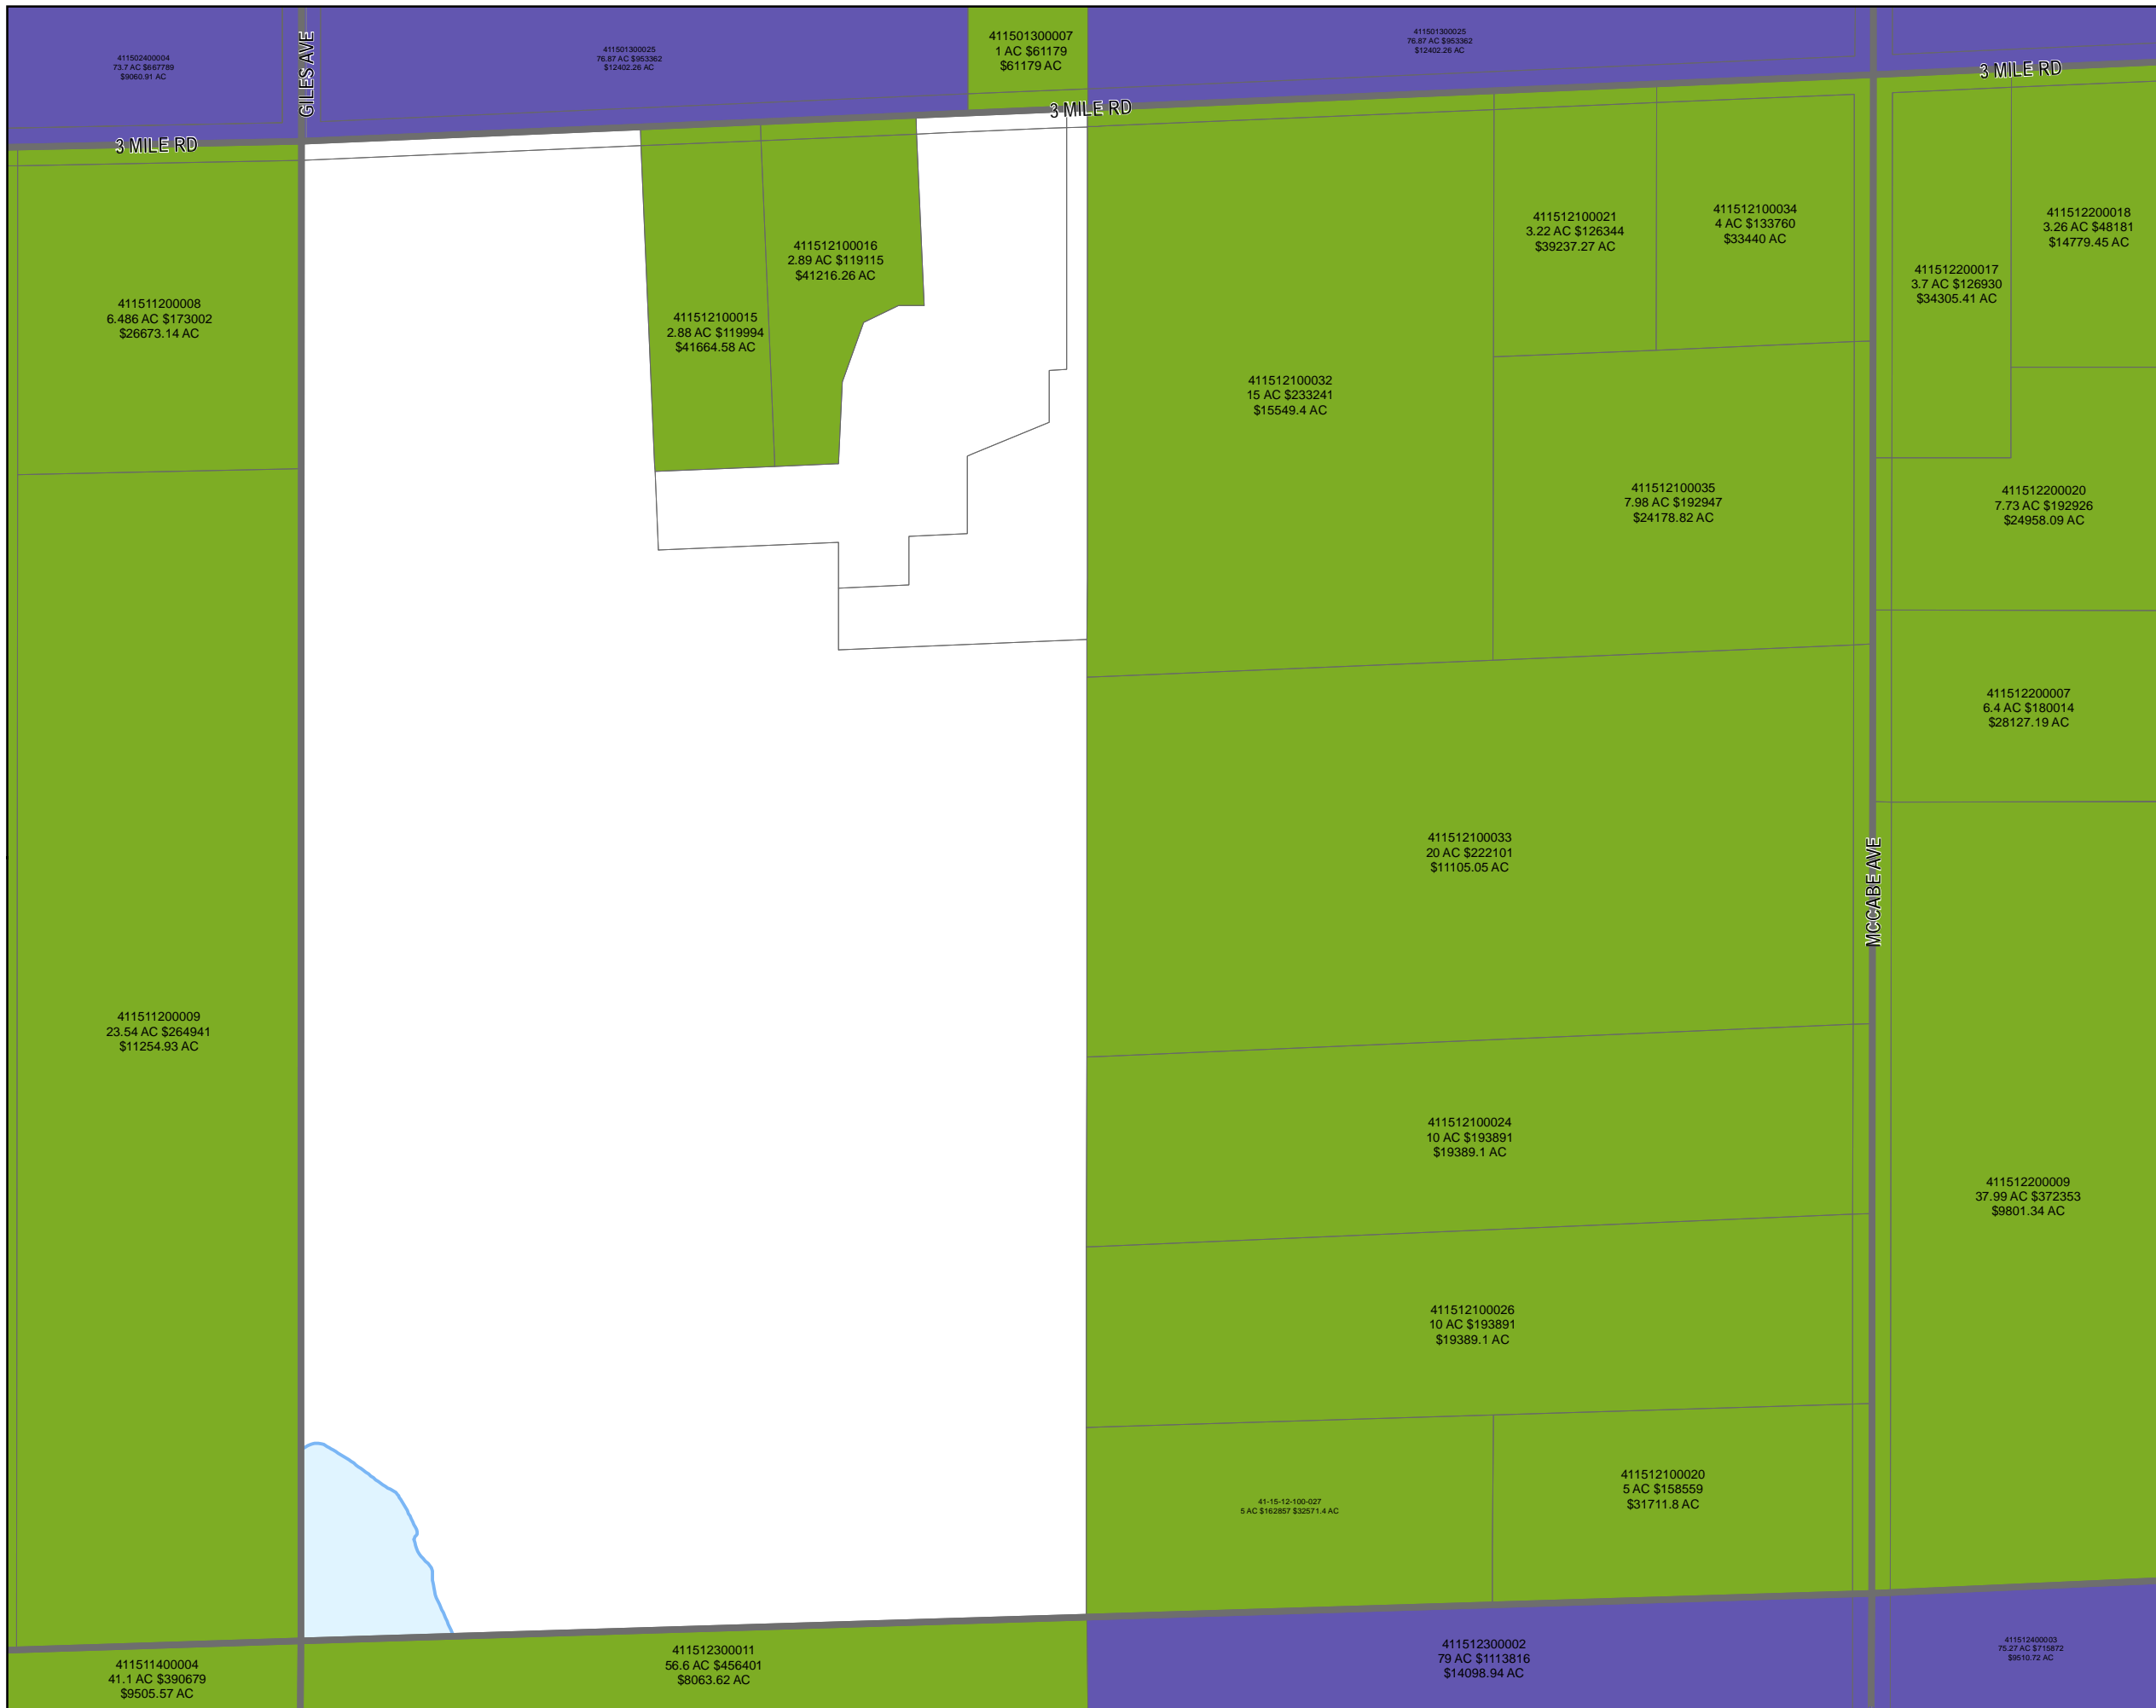 411502400004
73.7 AC $667789
$9060.91 AC
GILES AVE
411501300025
76.87 AC $953362
$12402.26 AC
411501300007
1 AC $61179
$61179 AC
411501300025
76.87 AC $953362
$12402.26 AC
3 MILE RD
3 MILE RD
3 MILE RD
411511200008
6.486 AC $173002
$26673.14 AC
411512100015
2.88 AC $119994
$41664.58 AC
411512100016
2.89 AC $119115
$41216.26 AC
411512100032
15 AC $233241
$15549.4 AC
411512100021
3.22 AC $126344
$39237.27 AC
411512100034
4 AC $133760
$33440 AC
411512200017
3.7 AC $126930
$34305.41 AC
411512200018
3.26 AC $48181
$14779.45 AC
411512100035
7.98 AC $192947
$24178.82 AC
411512200020
7.73 AC $192926
$24958.09 AC
411512200007
6.4 AC $180014
$28127.19 AC
411512100033
20 AC $222101
$11105.05 AC
MCCABE AVE
411511200009
23.54 AC $264941
$11254.93 AC
411512100024
10 AC $193891
$19389.1 AC
411512200009
37.99 AC $372353
$9801.34 AC
411512100026
10 AC $193891
$19389.1 AC
41-15-12-100-027
5 AC $162857 $32571.4 AC
411512100020
5 AC $158559
$31711.8 AC
411511400004
41.1 AC $390679
$9505.57 AC
411512300011
56.6 AC $456401
$8063.62 AC
411512300002
79 AC $1113816
$14098.94 AC
411512400003
75.27 AC $715872
$9510.72 AC